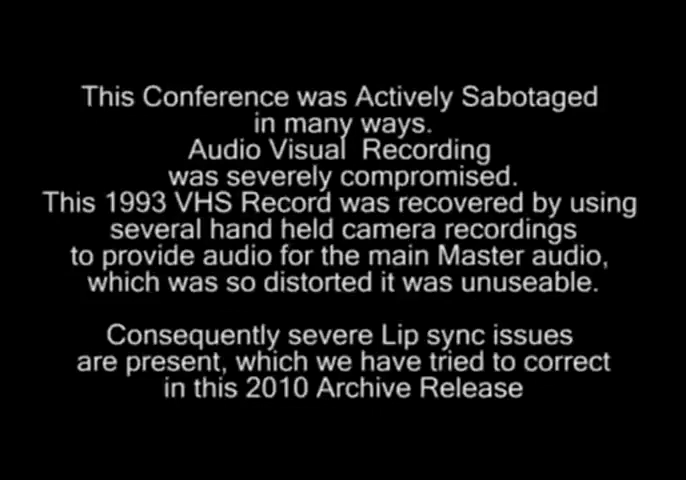 This Conference was Actively Sabotaged
in many ways.
Audio Visual Recording
was severely compromised.
This 1993 VHS Record was recovered by using
several hand held camera recordings
to provide audio for the main Master audio,
which was so distorted it was unuseable.
Consequently severe Lip sync issues
are present, which we have tried to correct
in this 2010 Archive Release